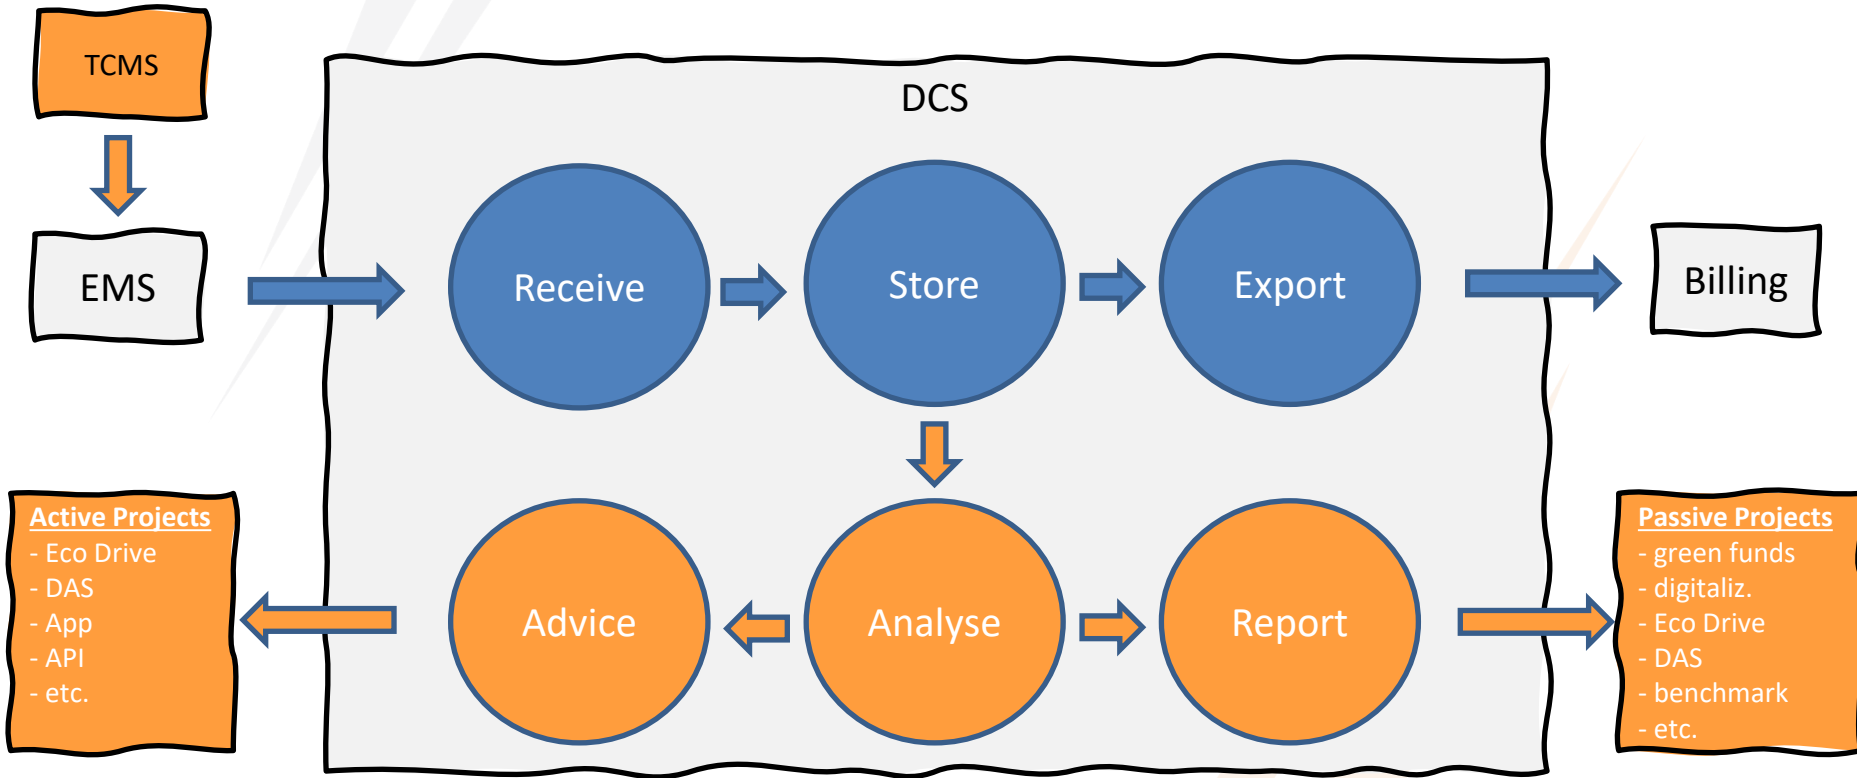 TCMS
DCS
EMS
Receive
Store
Export
Billing
Active Projects
- Eco Drive
- DAS
- App
- API
- etc.
Advice
Analyse
Report
Passive Projects
- green funds
- digitaliz.
- Eco Drive
- DAS
- benchmark
- etc.